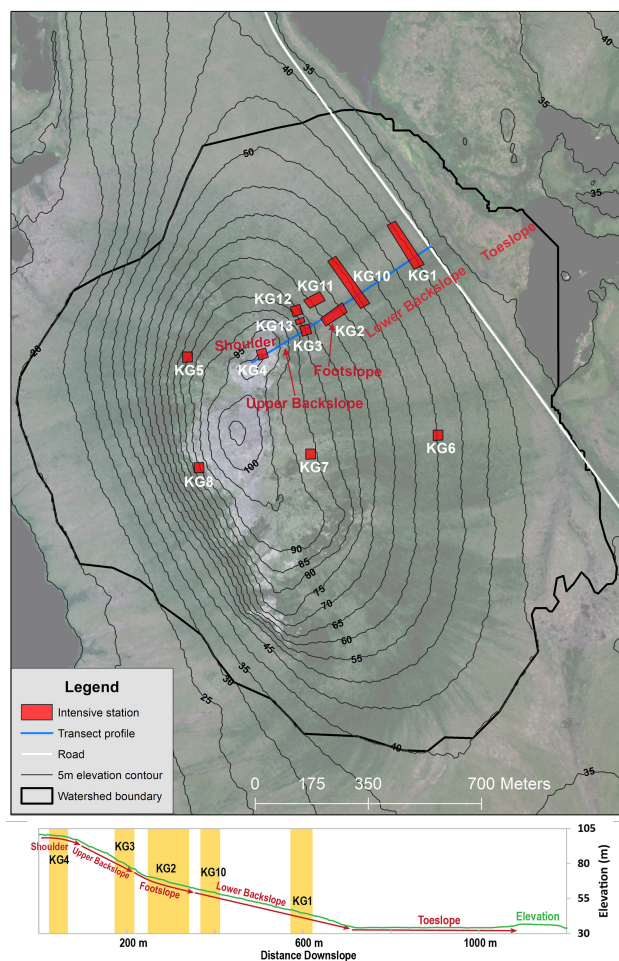 40
35
40
35
50
35
Toeslope
KG1
KG10
Lower Backslope
KG11
KG12
KG13
KG2
KG3
Shoulder
95
KG4
Footslope
KG5
Upper Backslope
20
KG6
KG7
100
KG8
90
85
80
75
70
65
60
55
45
35
30
25
40
35
Legend
Intensive station
Transect profile
Road
5m elevation contour
Watershed boundary
0 175 350 700 Meters
105
80
55
30
Elevation (m)
Shoulder
KG4
Upper Backslope
KG3
KG2
Footslope
KG10
Lower Backslope
KG1
Toeslope
Elevation
200 m 600 m 1000 m
Distance Downslope